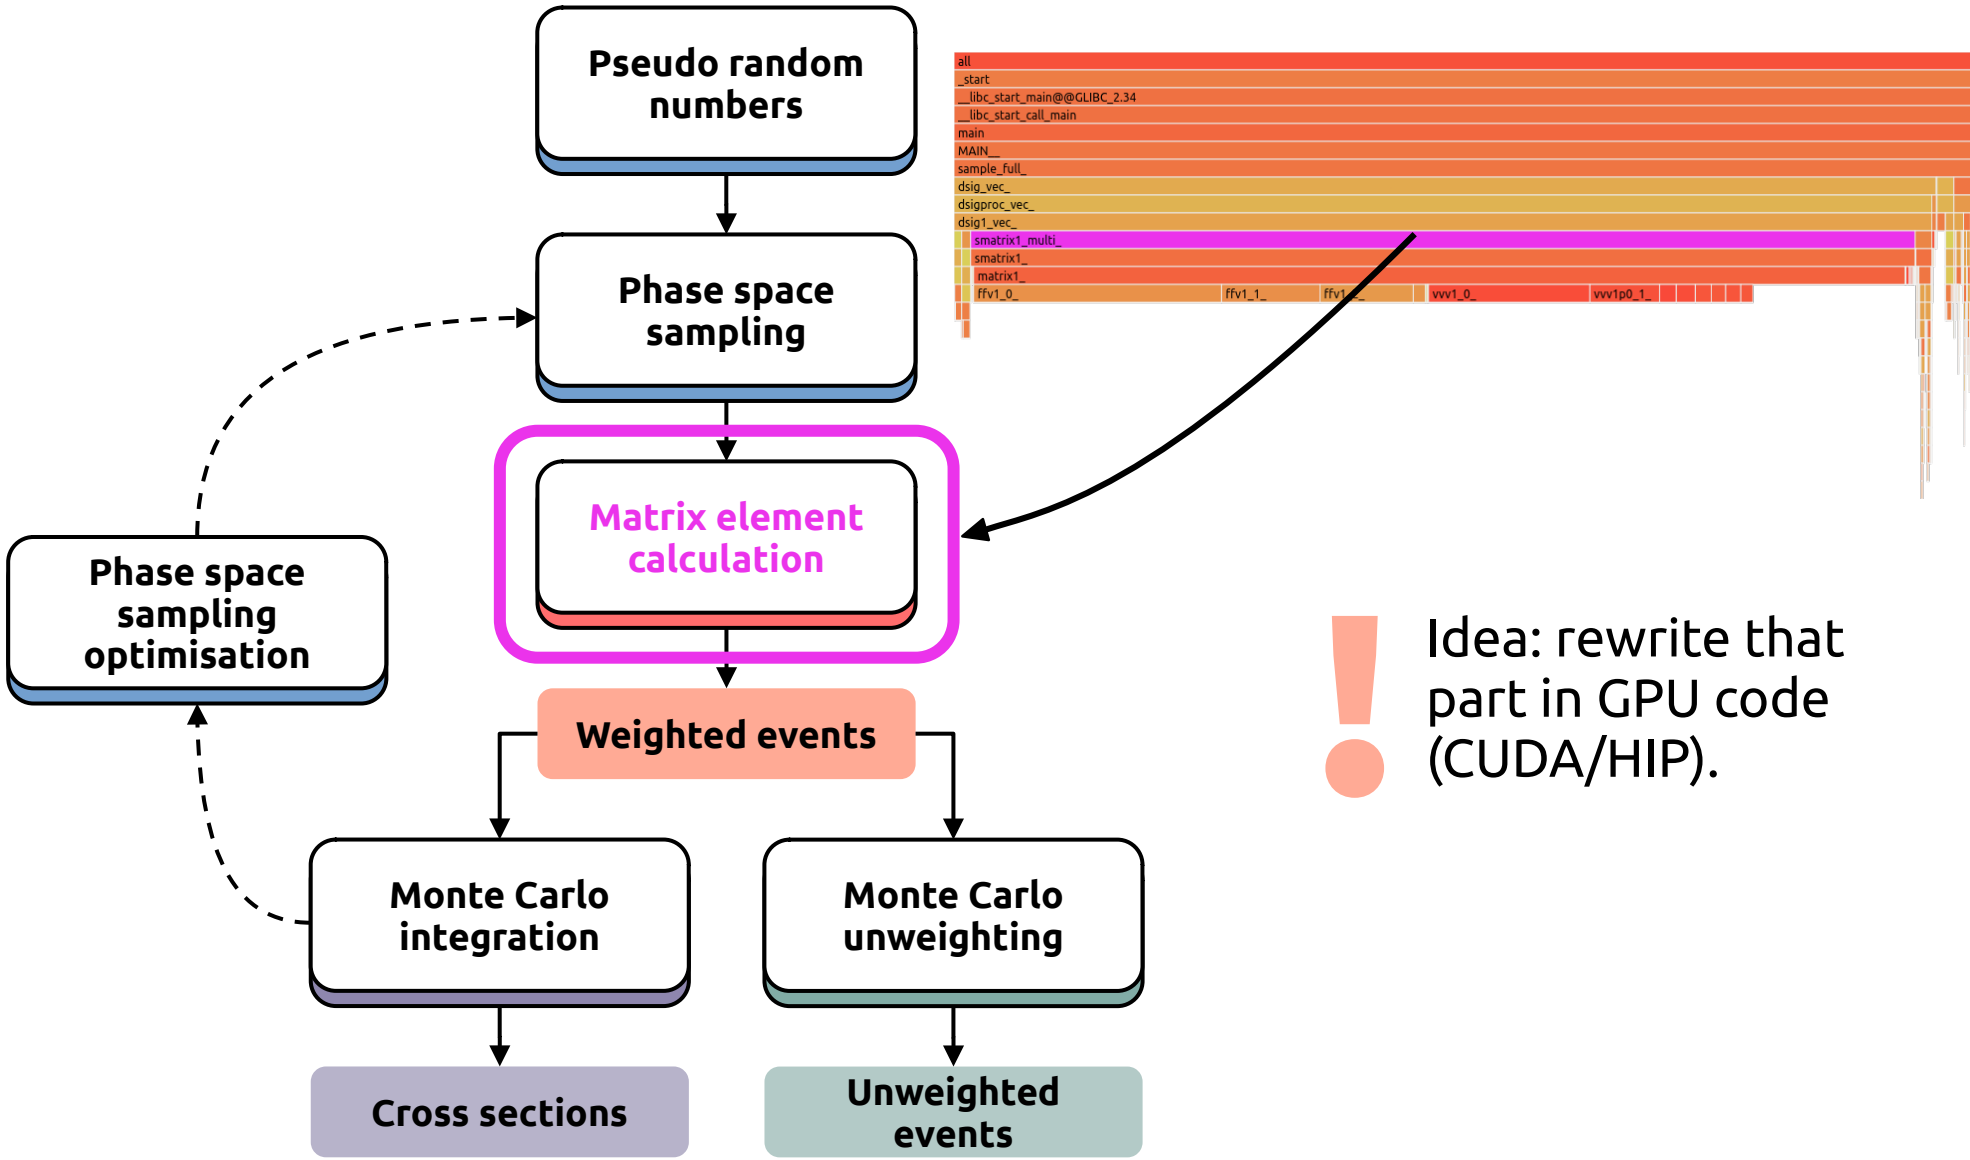 Pseudo random
numbers
all
_start
__libc_start_main@@GLIBC_2.34
__libc_start_call_main
main
MAIN__
sample_full_
dsig_vec_
dsigproc_vec_
dsig1_vec_
smatrix1_multi_
smatrix1_
matrix1_
ffv1_0_
ffv1_1_
vvv1_0_
vvv1p0_1_
Phase space
sampling
Matrix element
calculation
Phase space
sampling
optimisation
Idea: rewrite that
part in GPU code
(CUDA/HIP).
Weighted events
Monte Carlo
integration
Monte Carlo
unweighting
Cross sections
Unweighted
events